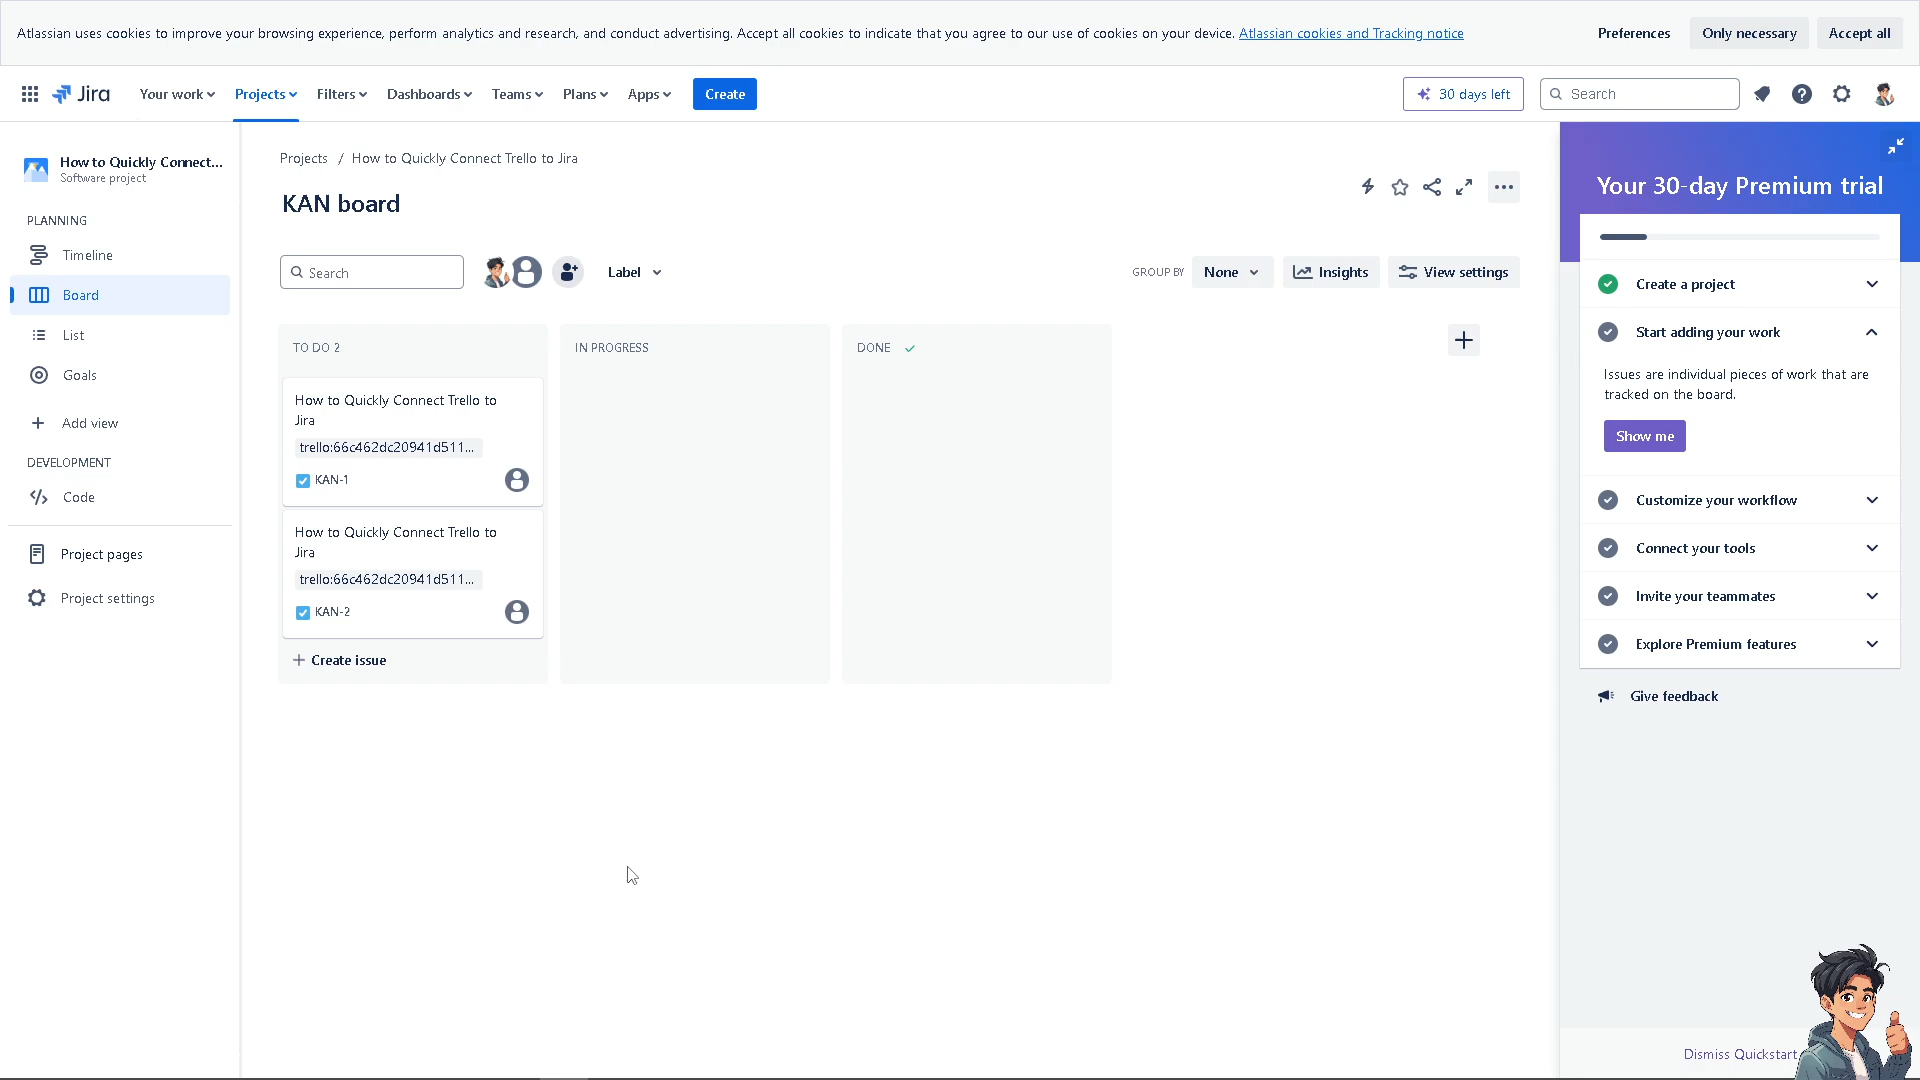 Atlassian uses cookies to improve your browsing experience, perform analytics and research, and conduct advertising. Accept all cookies to indicate that you agree to our use of cookies on your device. Atlassian cookies and Tracking notice
Preferences
Only necessary
Accept all
Jira
Your work
Projects
Filters
Dashboards
Teams
Plans
Apps
Create
30 days left
Search
How to Quickly Connect...
Software project
PLANNING
Timeline
Board
List
Goals
Add view
DEVELOPMENT
Code
Project pages
Project settings
Projects / How to Quickly Connect Trello to Jira
KAN board
Search
Label
GROUP BY
None
Insights
View settings
TO DO 2
How to Quickly Connect Trello to
Jira
trello:66c462dc20941d511...
KAN-1
How to Quickly Connect Trello to
Jira
trello:66c462dc20941d511...
KAN-2
Create issue
IN PROGRESS
DONE
Your 30-day Premium trial
Create a project
Start adding your work
Issues are individual pieces of work that are
tracked on the board.
Show me
Customize your workflow
Connect your tools
Invite your teammates
Explore Premium features
Give feedback
Dismiss Quickstart